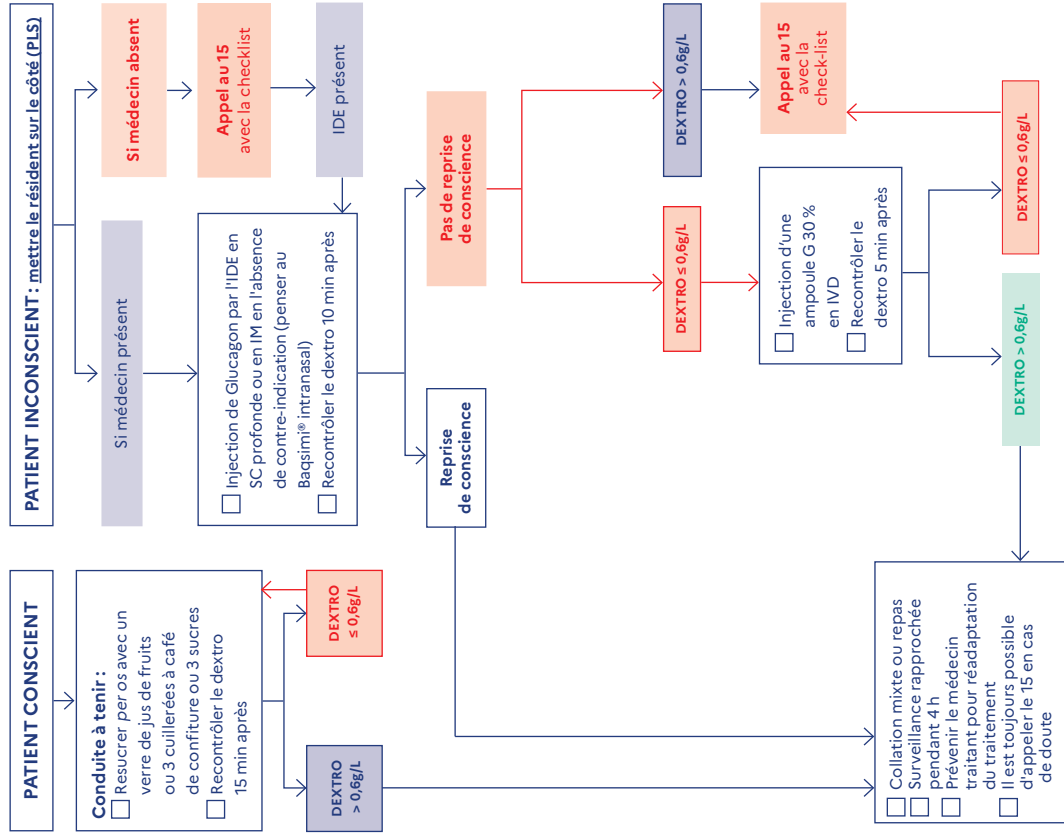 PATIENT CONSCIENT
Conduite à tenir :
Resucrer per os avec un
verre de jus de fruits
ou 3 cuillerées à café
de confiture ou 3 sucres
Recontrôler le dextro
15 min après
DEXTRO
> 0,6g/L
DEXTRO
≤ 0,6g/L
PATIENT INCONSCIENT : mettre le résident sur le côté (PLS)
Si médecin présent
Si médecin absent
Appel au 15
avec la checklist
IDE présent
Injection de Glucagon par l'IDE en
SC profonde ou en IM en l'absence
de contre-indication (penser au
Baqsimi® intranasal)
Recontrôler le dextro 10 min après
Reprise
de conscience
Pas de reprise
de conscience
DEXTRO ≤ 0,6g/L
DEXTRO > 0,6g/L
Injection d'une
ampoule G 30 %
en IVD
Recontrôler le
dextro 5 min après
Appel au 15
avec la
check-list
DEXTRO > 0,6g/L
DEXTRO ≤ 0,6g/L
Collation mixte ou repas
Surveillance rapprochée
pendant 4 h
Prévenir le médecin
traitant pour réadaptation
du traitement
Il est toujours possible
d'appeler le 15 en cas
de doute